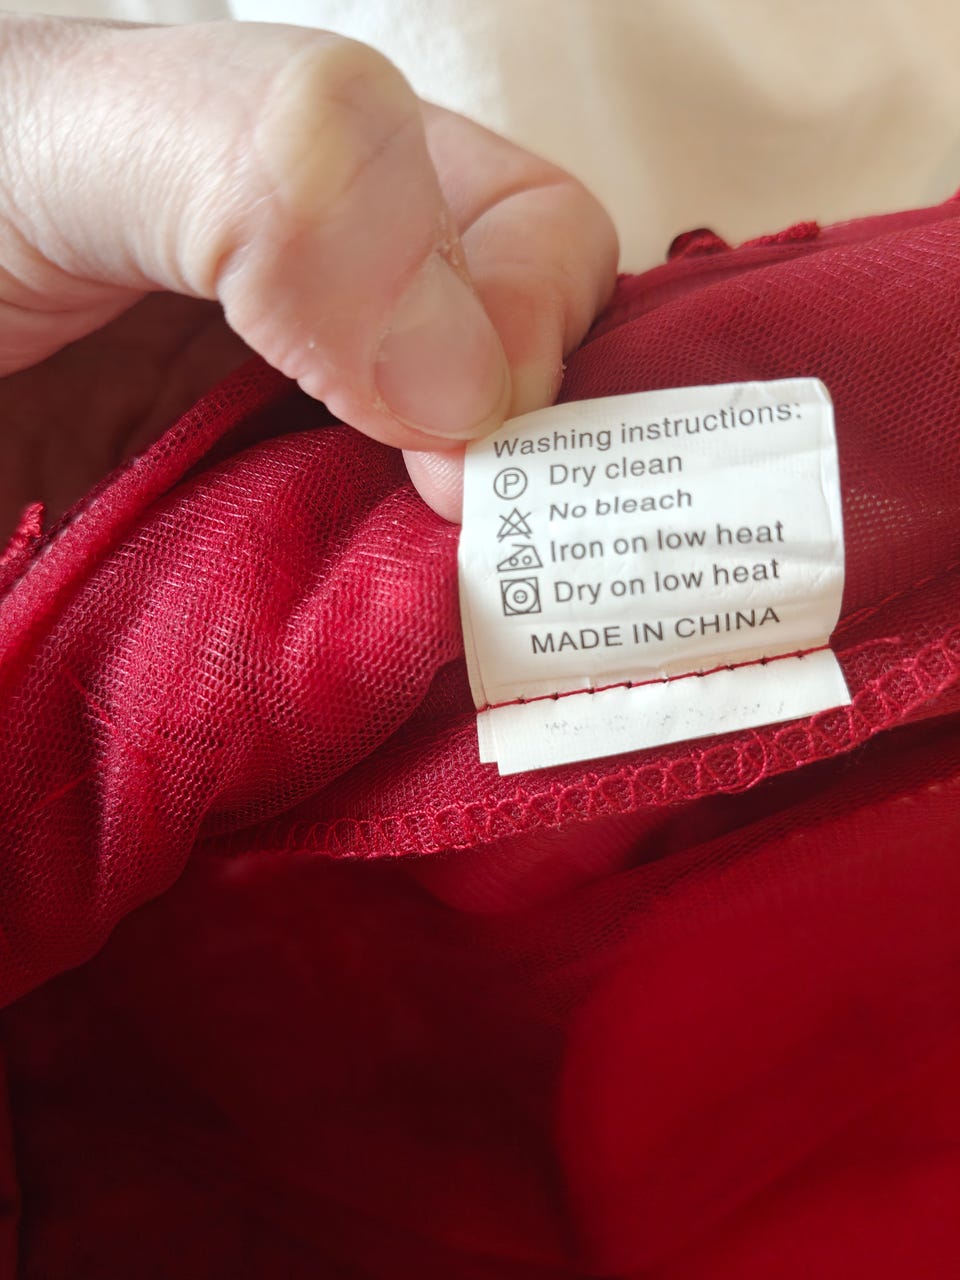 Washing instructions:
Ⓟ Dry clean
No bleach
Iron on low heat
Dry on low heat
MADE IN CHINA